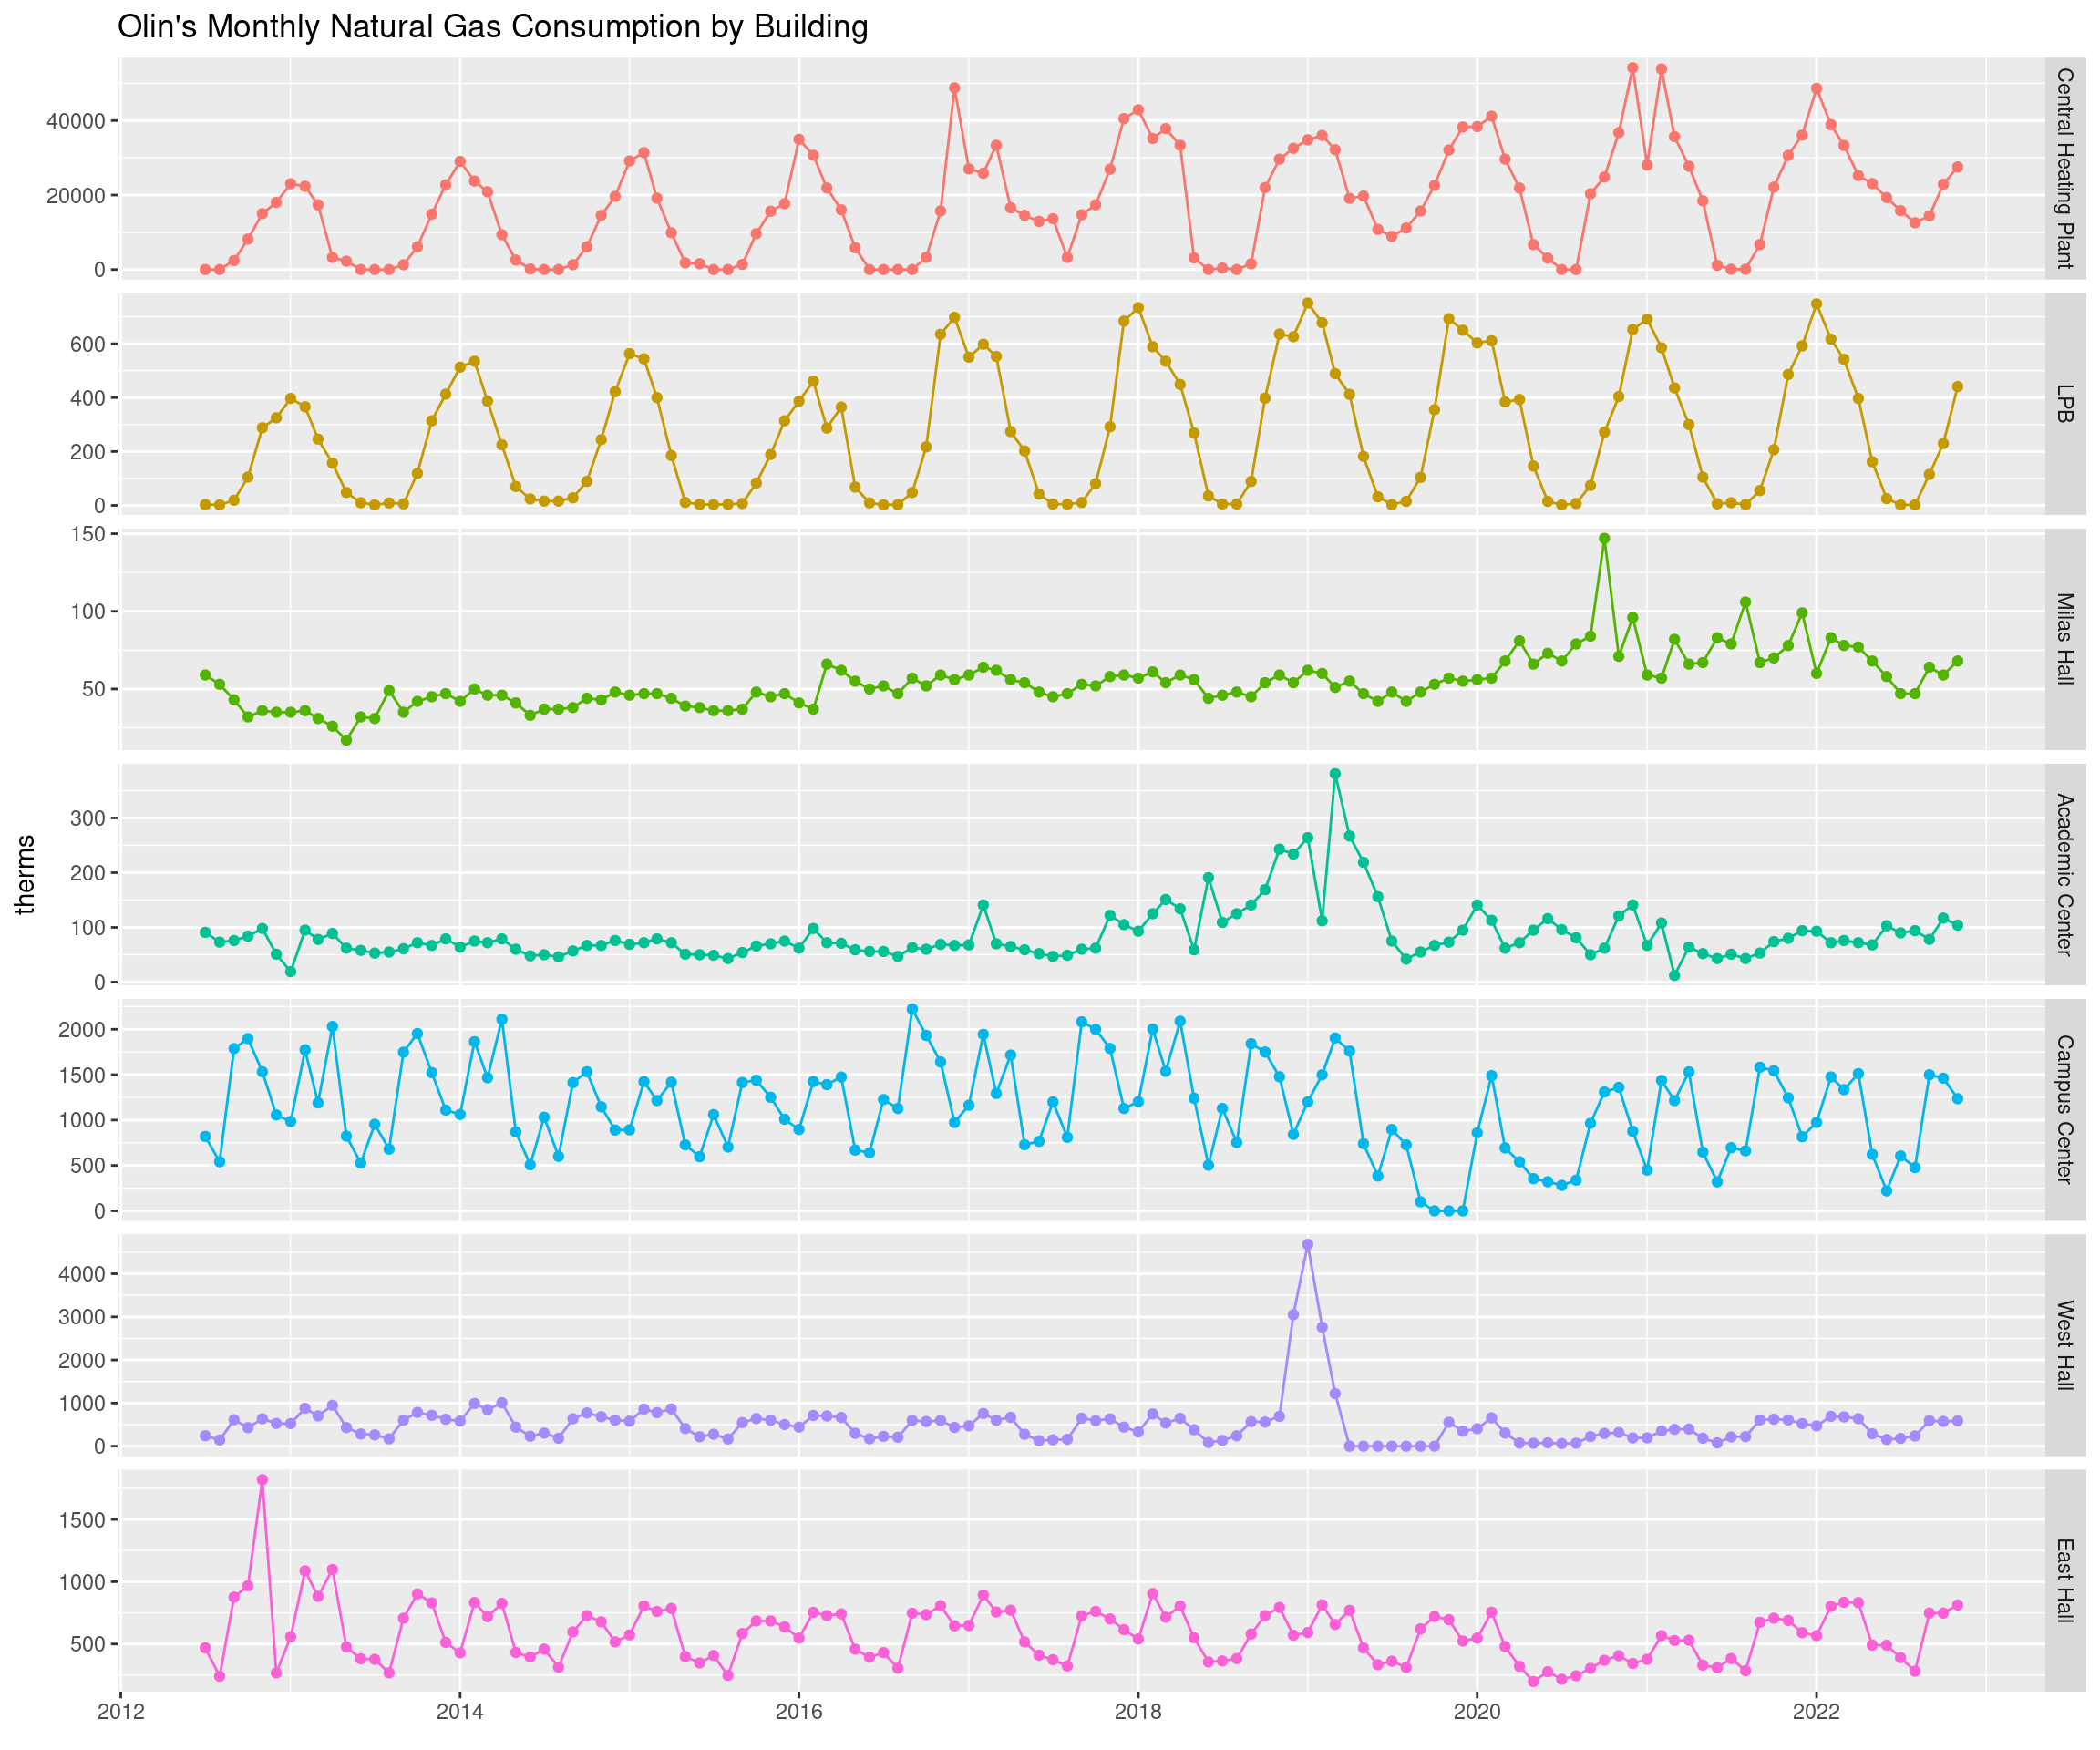 Olin's Monthly Natural Gas Consumption by Building
therms
40000
20000
0
Central Heating Plant
600
400
200
0
LPB
150
100
50
Milas Hall
300
200
100
0
Academic Center
2000
1500
1000
500
0
Campus Center
4000
3000
2000
1000
0
West Hall
1500
1000
500
East Hall
2012 2014 2016 2018 2020 2022